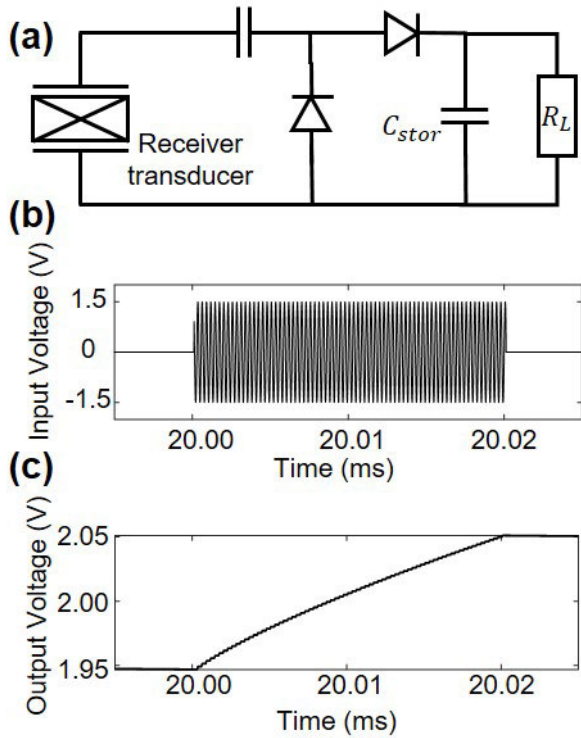 (a)
Receiver
transducer
C_stor
R_L
(b)
Input Voltage (V)
1.5
0
-1.5
20.00 20.01 20.02
Time (ms)
(c)
Output Voltage (V)
2.05
2.00
1.95
20.00 20.01 20.02
Time (ms)